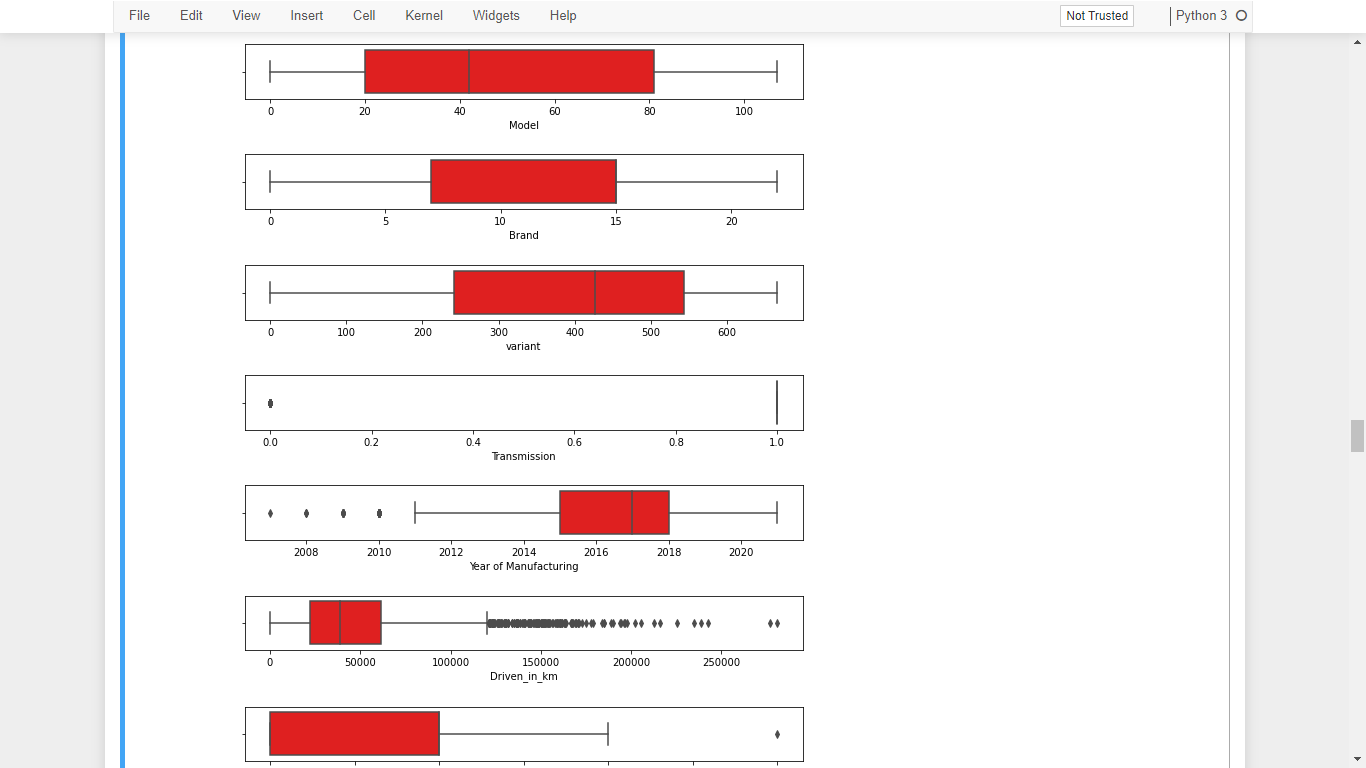 File Edit View Insert Cell Kernel Widgets Help Not Trusted Python 3
0 20 40 60 80 100
Model
0 5 10 15 20
Brand
0 100 200 300 400 500 600
variant
0.0 0.2 0.4 0.6 0.8 1.0
Transmission
2008 2010 2012 2014 2016 2018 2020
Year of Manufacturing
0 50000 100000 150000 200000 250000
Driven_in_km